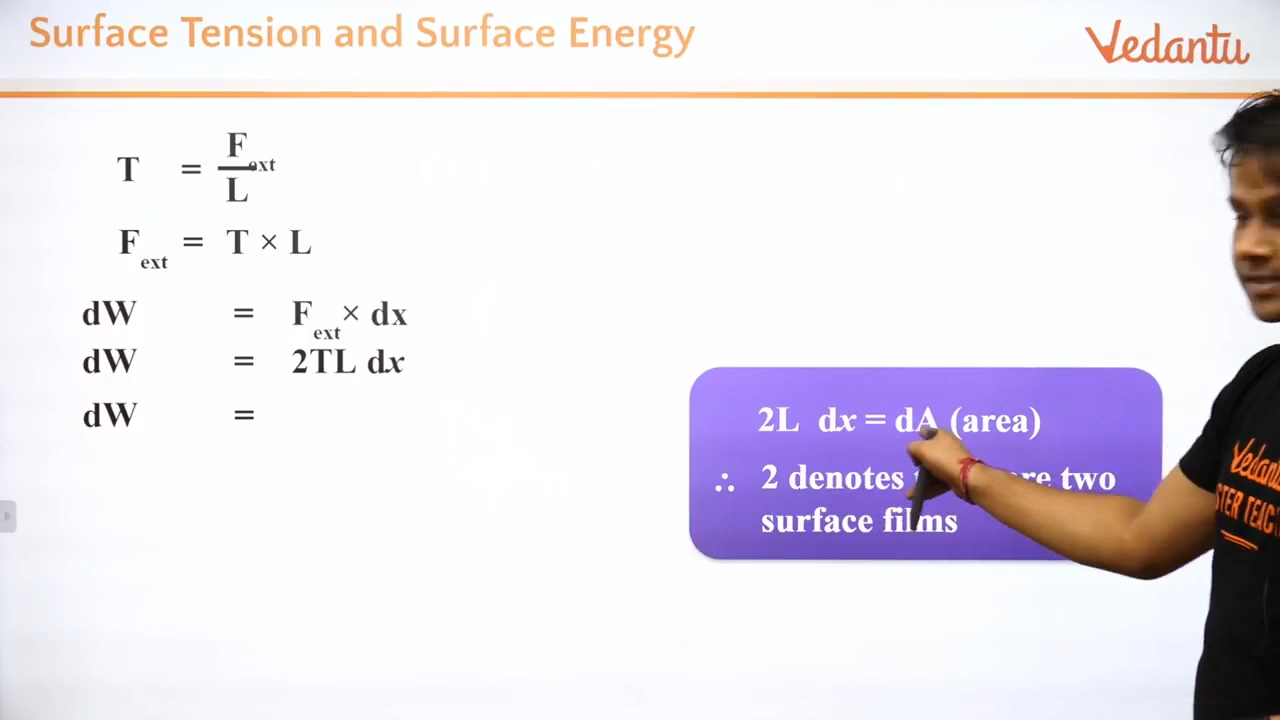 Surface Tension and Surface Energy
Vedantu
T = F_ext / L
F_ext = T × L
dW = F_ext × dx
dW = 2TL dx
dW =
2L dx = dA (area)
∴ 2 denotes two
surface films
Vedantu